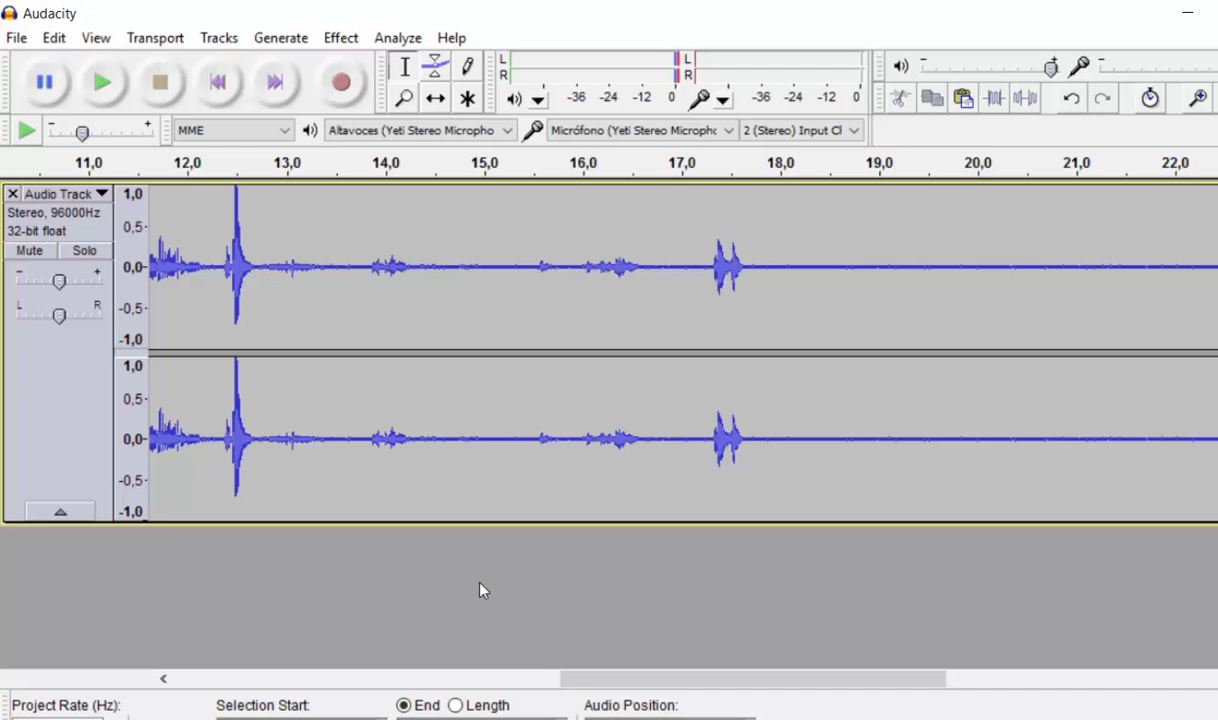 Audacity
File Edit View Transport Tracks Generate Effect Analyze Help
L L
R R
-36 -24 -12 0 -36 -24 -12 0
MME Altavoces (Yeti Stereo Micropho Micrófono (Yeti Stereo Microphc 2 (Stereo) Input Cl
11,0 12,0 13,0 14,0 15,0 16,0 17,0 18,0 19,0 20,0 21,0 22,0
Audio Track 1,0
Stereo, 96000Hz 0,5
32-bit float
Mute Solo
0,0
- +
L R -0,5
-1,0
1,0
0,5
0,0
-0,5
-1,0
Project Rate (Hz): Selection Start: End Length Audio Position: